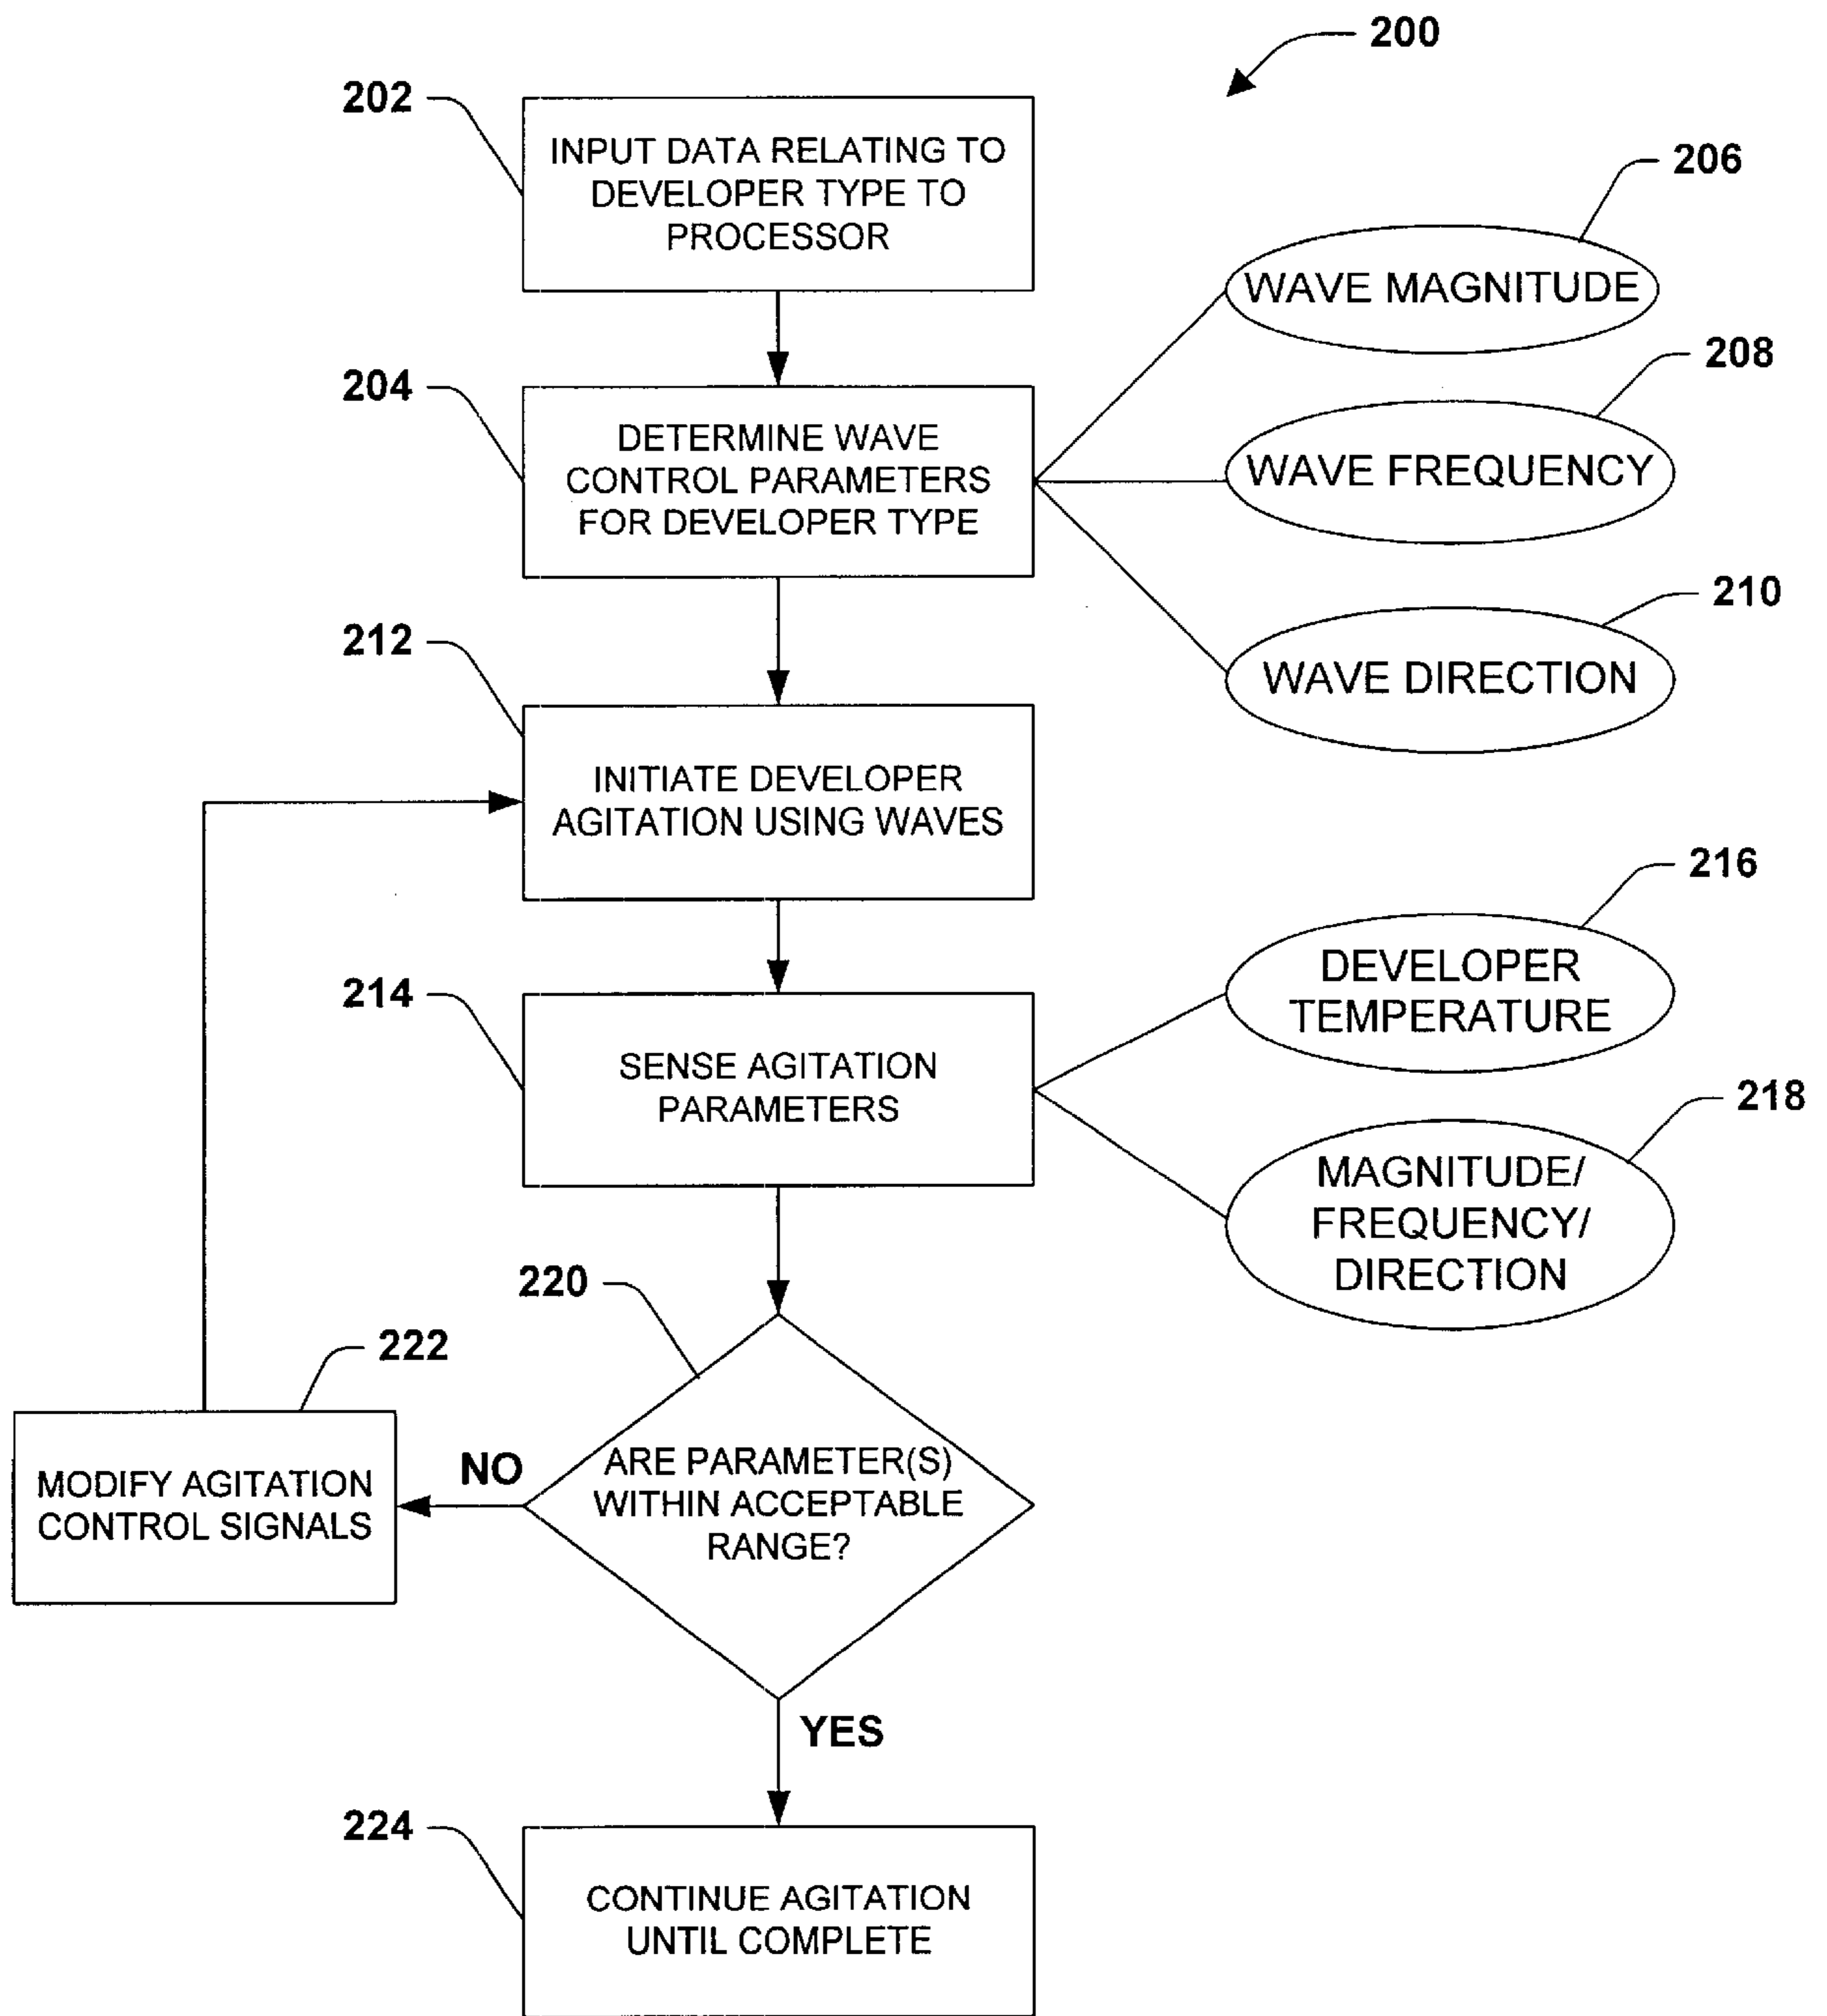 200
202
INPUT DATA RELATING TO
DEVELOPER TYPE TO
PROCESSOR
206
WAVE MAGNITUDE
204
DETERMINE WAVE
CONTROL PARAMETERS
FOR DEVELOPER TYPE
208
WAVE FREQUENCY
210
WAVE DIRECTION
212
INITIATE DEVELOPER
AGITATION USING WAVES
214
SENSE AGITATION
PARAMETERS
216
DEVELOPER
TEMPERATURE
218
MAGNITUDE/
FREQUENCY/
DIRECTION
220
ARE PARAMETER(S)
WITHIN ACCEPTABLE
RANGE?
NO
222
MODIFY AGITATION
CONTROL SIGNALS
YES
224
CONTINUE AGITATION
UNTIL COMPLETE